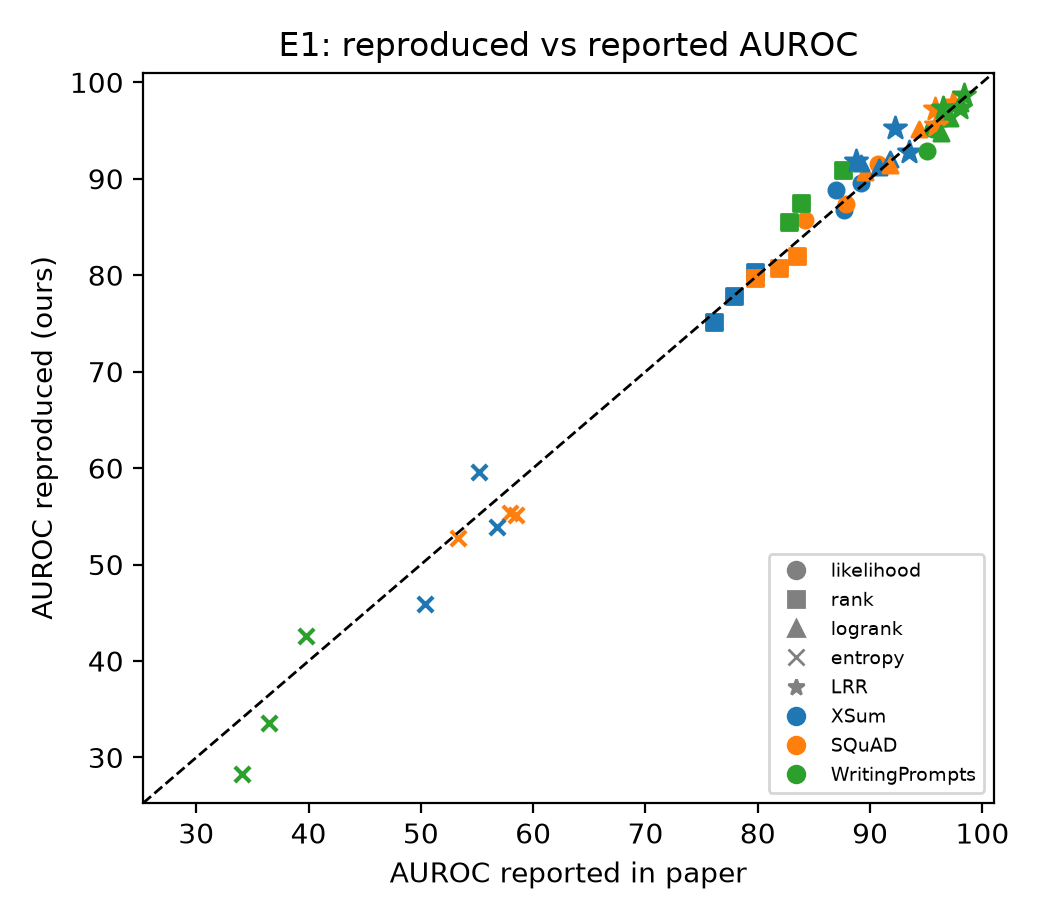 E1: reproduced vs reported AUROC
100
90
80
70
60
50
40
30
AUROC reproduced (ours)
likelihood
rank
logrank
entropy
LRR
XSum
SQuAD
WritingPrompts
30 40 50 60 70 80 90 100
AUROC reported in paper